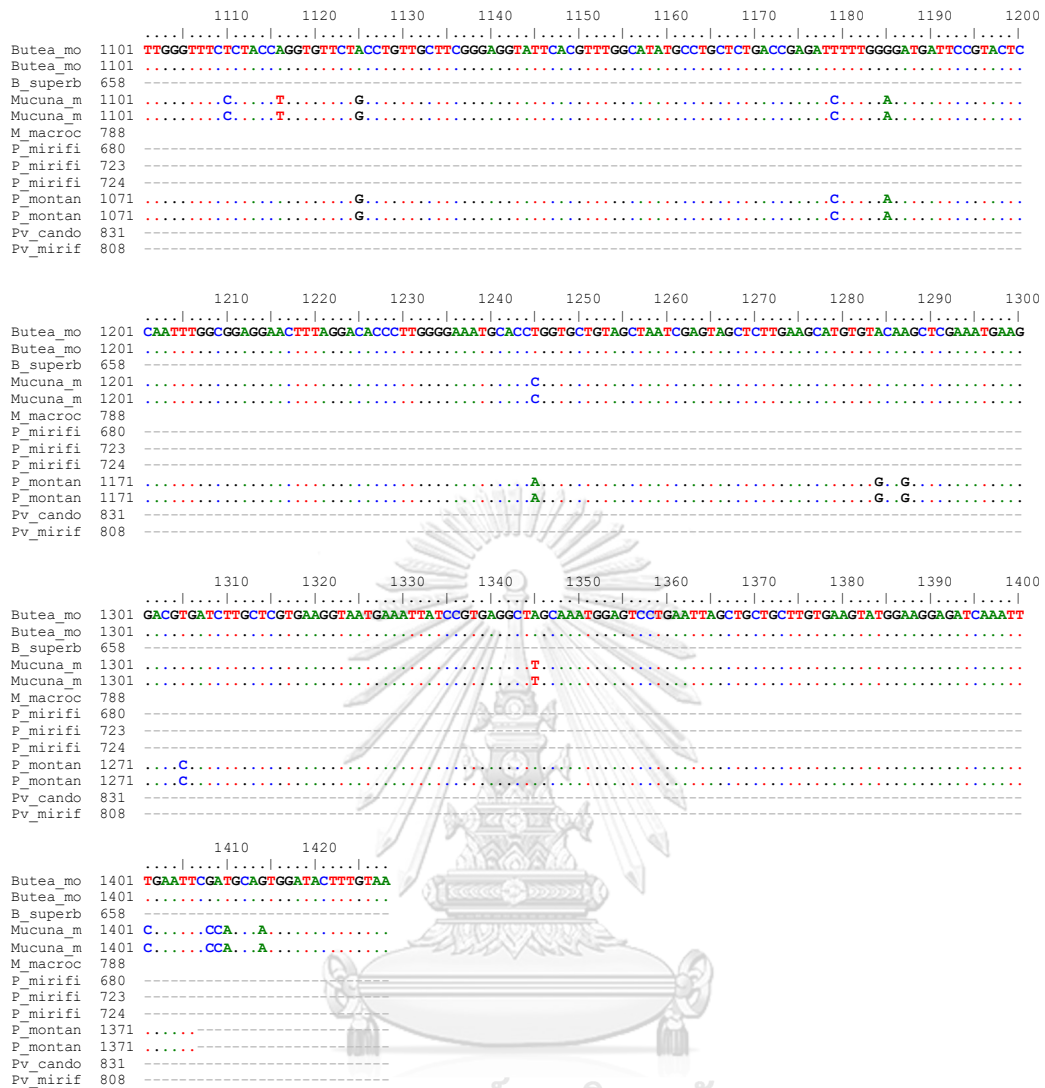 1110 1120 1130 1140 1150 1160 1170 1180 1190 1200
....|....|....|....|....|....|....|....|....|....|....|....|....|....|....|....|....|....|....|....|
Butea_mo 1101 TTGGGTTTCTCTACCAGGTGTTCTACCTGTTGCTTCGGGAGGTATTCACGTTTGGCATATGCCTGCTCTGACCGAGATTTTTGGGGATGATTCCGTACTC
Butea_mo 1101 ....................................................................................................
B_superb 658 ----------------------------------------------------------------------------------------------------
Mucuna_m 1101 .........C.....T........G.....................................................C.....A...............
Mucuna_m 1101 .........C.....T........G.....................................................C.....A...............
M_macroc 788 ----------------------------------------------------------------------------------------------------
P_mirifi 680 ----------------------------------------------------------------------------------------------------
P_mirifi 723 ----------------------------------------------------------------------------------------------------
P_mirifi 724 ----------------------------------------------------------------------------------------------------
P_montan 1071 ........................G.....................................................C.....A...............
P_montan 1071 ........................G.....................................................C.....A...............
Pv_cando 831 ----------------------------------------------------------------------------------------------------
Pv_mirif 808 ----------------------------------------------------------------------------------------------------
1210 1220 1230 1240 1250 1260 1270 1280 1290 1300
....|....|....|....|....|....|....|....|....|....|....|....|....|....|....|....|....|....|....|....|
Butea_mo 1201 CAATTTGGCGGAGGAACTTTAGGACACCCTTGGGGAAATGCACCTGGTGCTGTAGCTAATCGAGTAGCTCTTGAAGCATGTGTACAAGCTCGAAATGAAG
Butea_mo 1201 ....................................................................................................
B_superb 658 ----------------------------------------------------------------------------------------------------
Mucuna_m 1201 ............................................C.......................................................
Mucuna_m 1201 ............................................C.......................................................
M_macroc 788 ----------------------------------------------------------------------------------------------------
P_mirifi 680 ----------------------------------------------------------------------------------------------------
P_mirifi 723 ----------------------------------------------------------------------------------------------------
P_mirifi 724 ----------------------------------------------------------------------------------------------------
P_montan 1171 ............................................A......................................G..G.............
P_montan 1171 ............................................A......................................G..G.............
Pv_cando 831 ----------------------------------------------------------------------------------------------------
Pv_mirif 808 ----------------------------------------------------------------------------------------------------
1310 1320 1330 1340 1350 1360 1370 1380 1390 1400
....|....|....|....|....|....|....|....|....|....|....|....|....|....|....|....|....|....|....|....|
Butea_mo 1301 GACGTGATCTTGCTCGTGAAGGTAATGAAATTATCCGTGAGGCTAGCAAATGGAGTCCTGAATTAGCTGCTGCTTGTGAAGTATGGAAGGAGATCAAATT
Butea_mo 1301 ....................................................................................................
B_superb 658 ----------------------------------------------------------------------------------------------------
Mucuna_m 1301 ............................................T.......................................................
Mucuna_m 1301 ............................................T.......................................................
M_macroc 788 ----------------------------------------------------------------------------------------------------
P_mirifi 680 ----------------------------------------------------------------------------------------------------
P_mirifi 723 ----------------------------------------------------------------------------------------------------
P_mirifi 724 ----------------------------------------------------------------------------------------------------
P_montan 1271 ....C...............................................................................................
P_montan 1271 ....C...............................................................................................
Pv_cando 831 ----------------------------------------------------------------------------------------------------
Pv_mirif 808 ----------------------------------------------------------------------------------------------------
1410 1420
....|....|....|....|....|...
Butea_mo 1401 TGAATTCGATGCAGTGGATACTTTGTAA
Butea_mo 1401 ............................
B_superb 658 ----------------------------
Mucuna_m 1401 C......CCA...A..............
Mucuna_m 1401 C......CCA...A..............
M_macroc 788 ----------------------------
P_mirifi 680 ----------------------------
P_mirifi 723 ----------------------------
P_mirifi 724 ----------------------------
P_montan 1371 ......----------------------
P_montan 1371 ......----------------------
Pv_cando 831 ----------------------------
Pv_mirif 808 ----------------------------